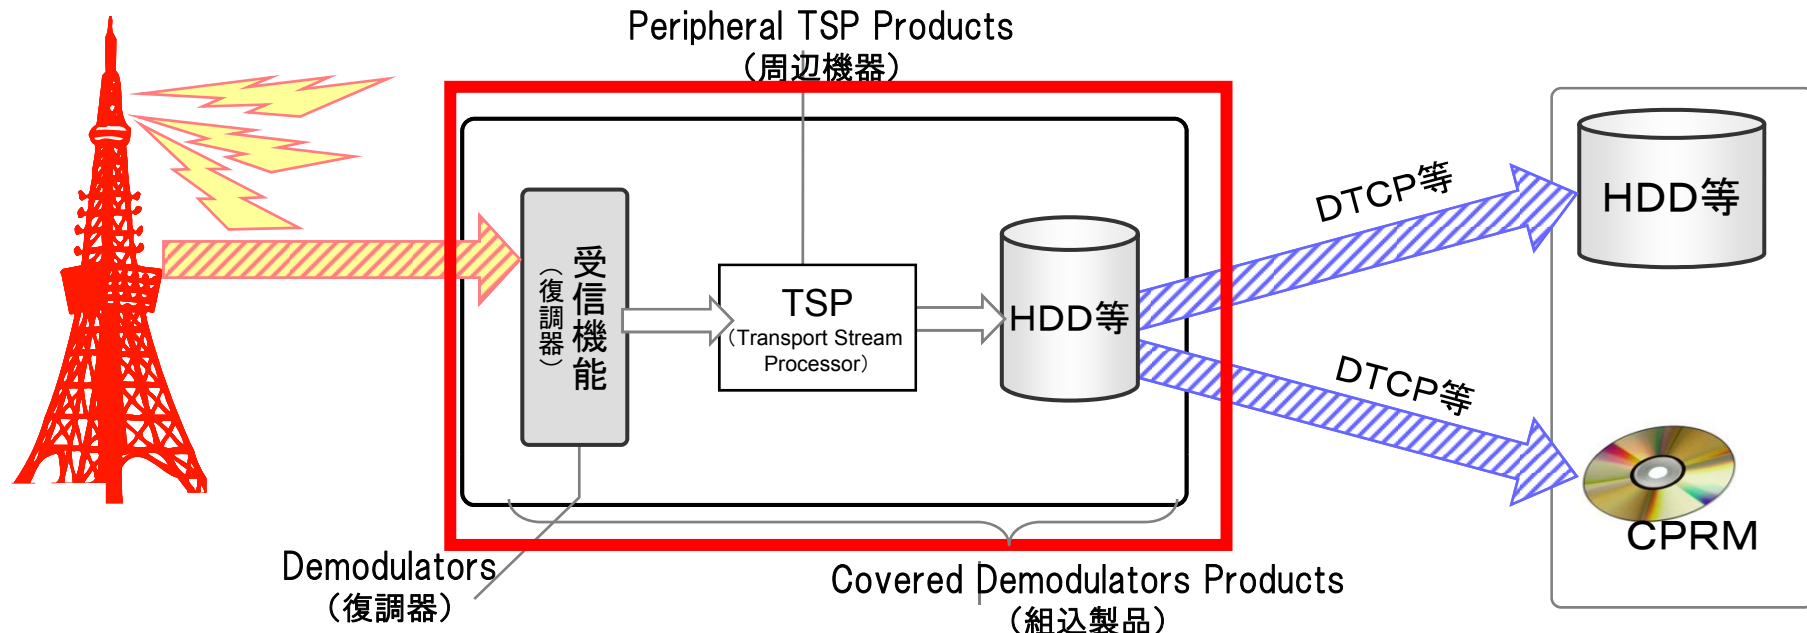 Peripheral TSP Products
（周辺機器）
受信機能
（復調器）
TSP
（Transport Stream
Processor）
HDD等
DTCP等
DTCP等
HDD等
CPRM
Demodulators
（復調器）
Covered Demodulators Products
（組込製品）